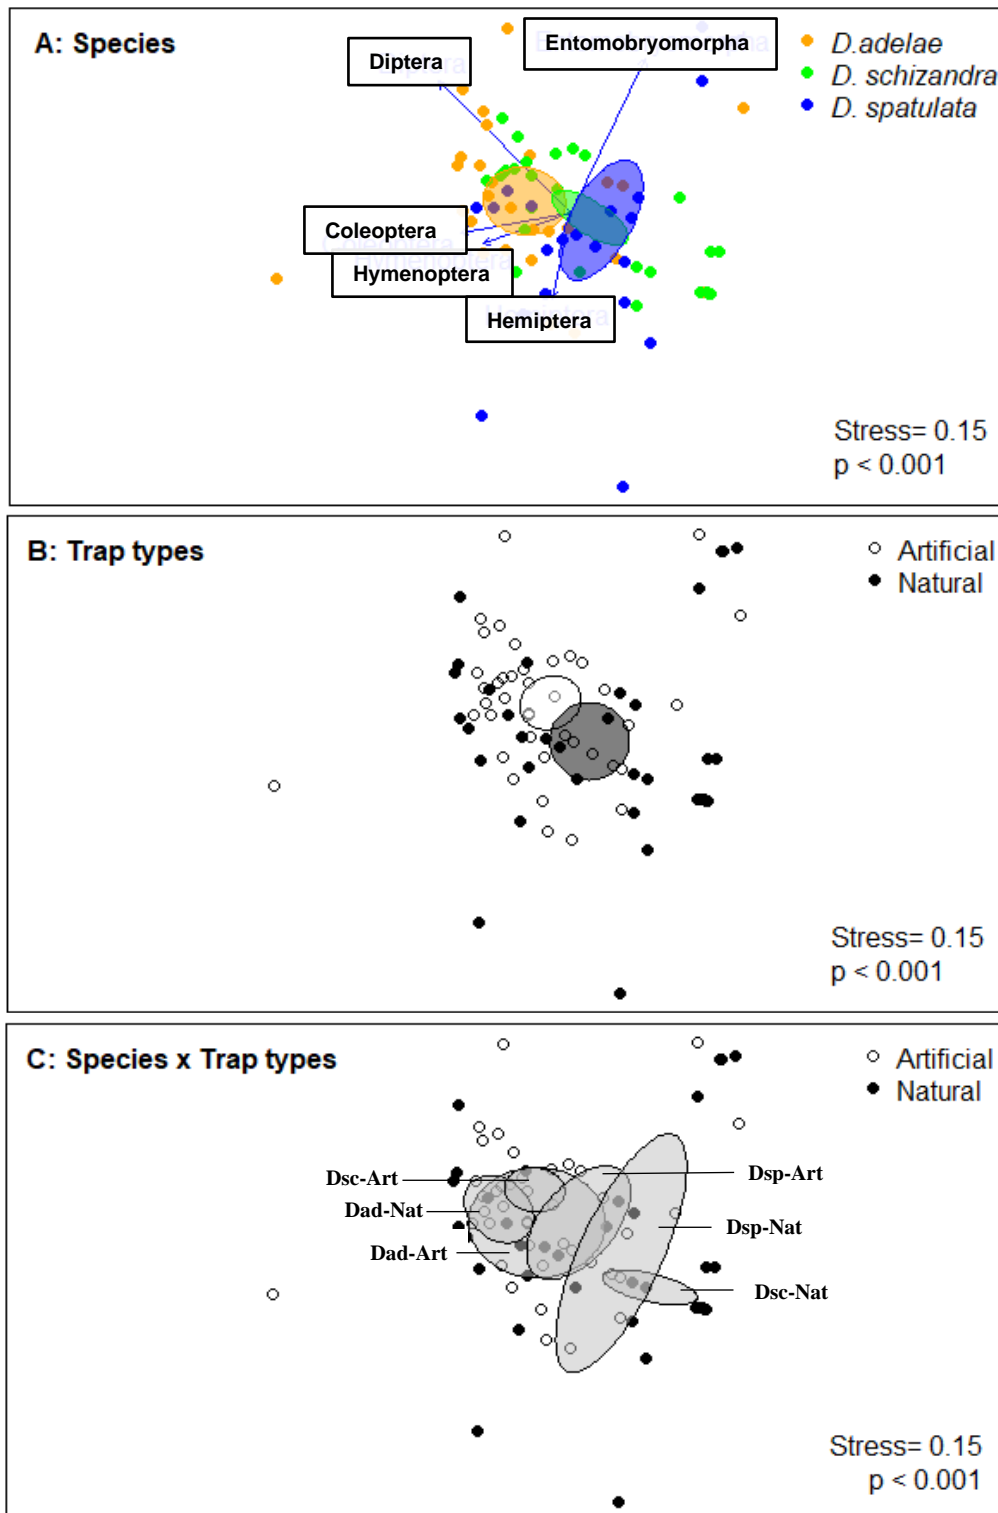 A: Species
Entomobryomorpha
Diptera
D.adelae
D. schizandra
D. spatulata
Coleoptera
Hymenoptera
Hemiptera
Stress= 0.15
p < 0.001
B: Trap types
Artificial
Natural
Stress= 0.15
p < 0.001
C: Species x Trap types
Artificial
Natural
Dsc-Art
Dsp-Art
Dad-Nat
Dsp-Nat
Dad-Art
Dsc-Nat
Stress= 0.15
p < 0.001